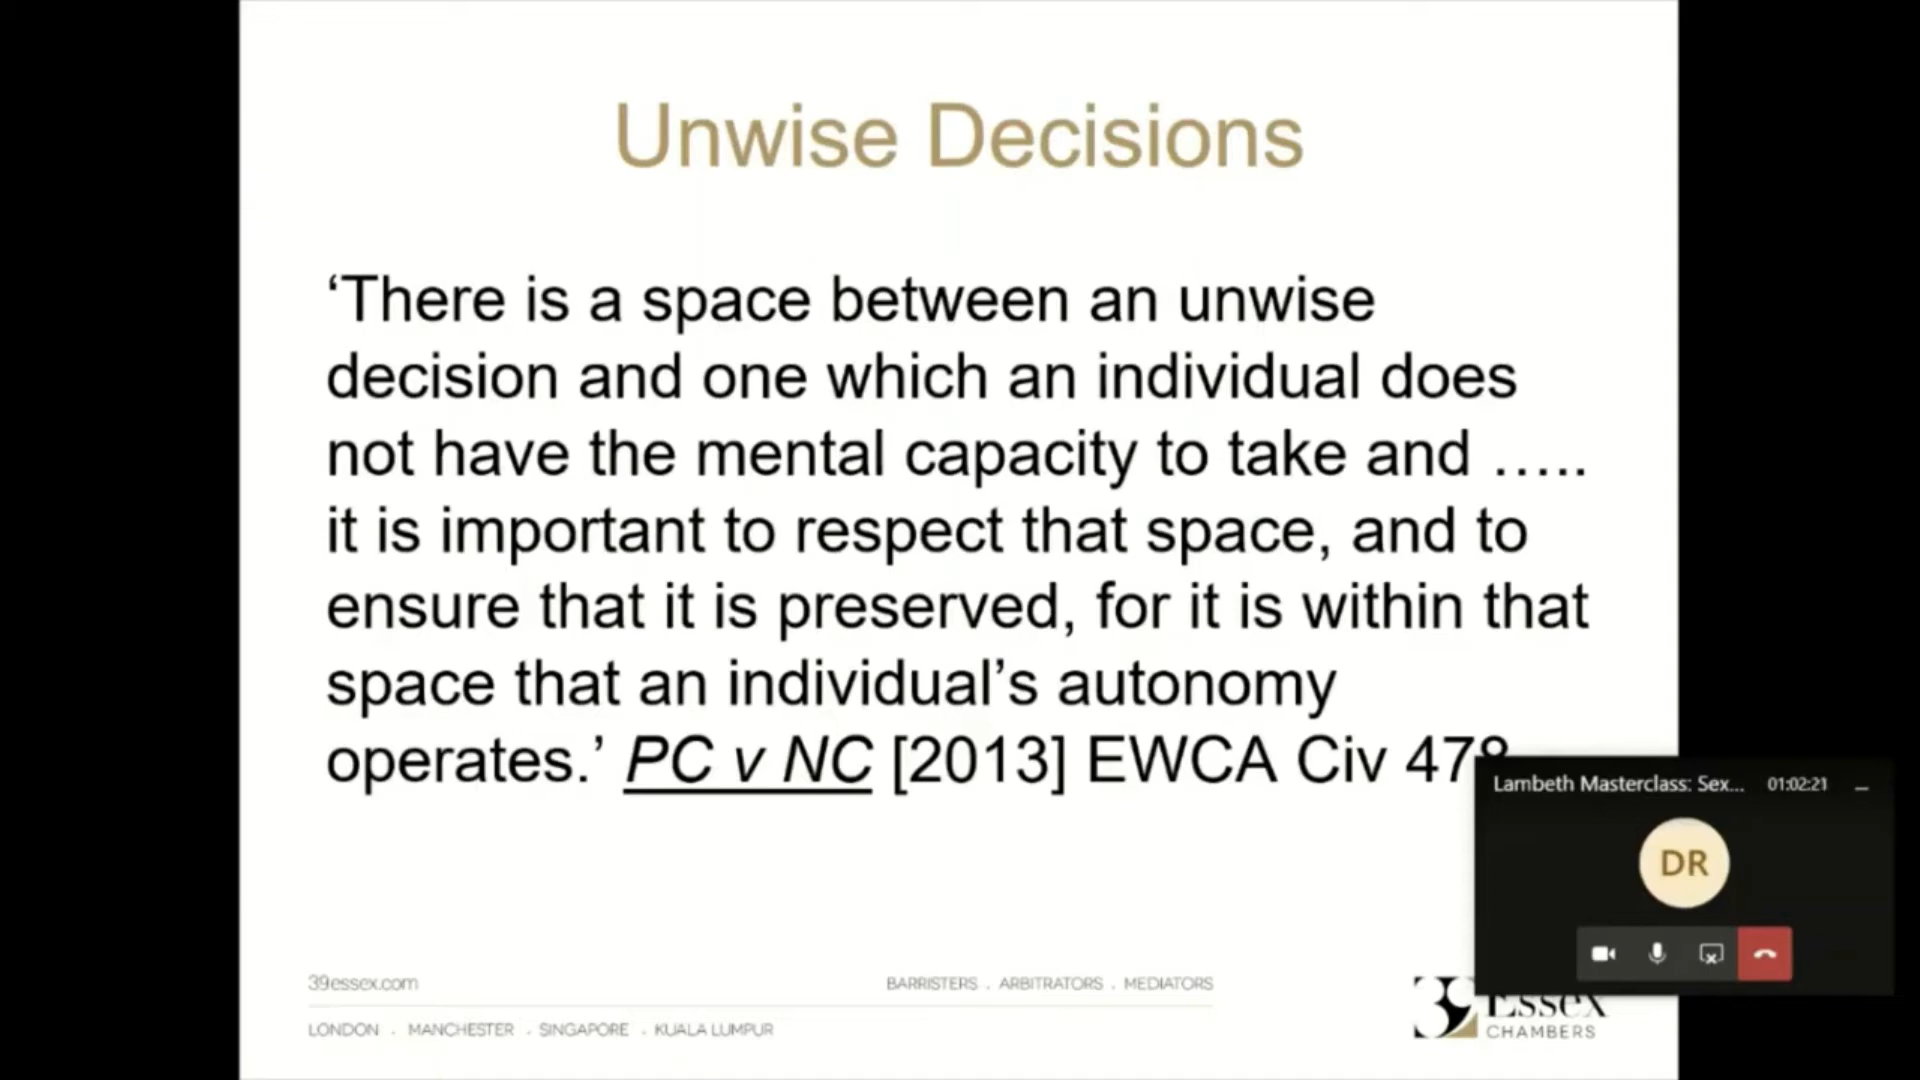 Unwise Decisions
‘There is a space between an unwise
decision and one which an individual does
not have the mental capacity to take and …..
it is important to respect that space, and to
ensure that it is preserved, for it is within that
space that an individual’s autonomy
operates.’ PC v NC [2013] EWCA Civ 478
Lambeth Masterclass: Sex... 01:02:21
DR
39essex.com
BARRISTERS . ARBITRATORS . MEDIATORS
LONDON . MANCHESTER . SINGAPORE . KUALA LUMPUR
39 Essex
CHAMBERS